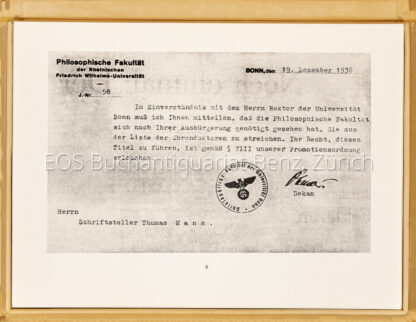 Philosophische Fakultät
der Rheinischen
Friedrich Wilhelms-Universität
J.-Nr. 58
BONN, den 19. Dezember 1936
Im Einverständnis mit dem Herrn Rektor der Universität
Bonn muß ich Ihnen mitteilen, daß die Philosophische Fakultät
sich nach Ihrer Ausbürgerung genötigt gesehen hat, Sie aus
der Liste der Ehrendoktoren zu streichen. Ihr Recht, diesen
Titel zu führen, ist gemäß § VIII unserer Promotionsordnung
erloschen.
EOS Buchantiquariat Benz, Zürich
Dekan
Herrn
Schriftsteller Thomas Mann.